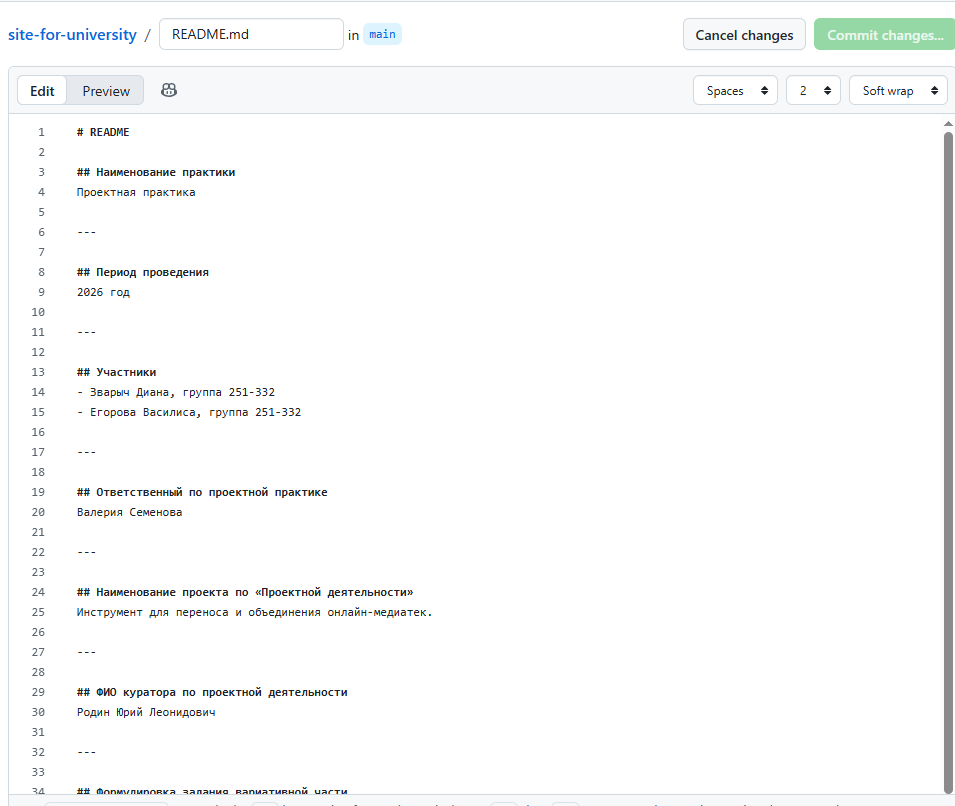 site-for-university / README.md in main Cancel changes Commit changes...
Edit Preview Spaces 2 Soft wrap
1 # README
2
3 ## Наименование практики
4 Проектная практика
5
6 ---
7
8 ## Период проведения
9 2026 год
10
11 ---
12
13 ## Участники
14 - Зварыч Диана, группа 251-332
15 - Егорова Василиса, группа 251-332
16
17 ---
18
19 ## Ответственный по проектной практике
20 Валерия Семенова
21
22 ---
23
24 ## Наименование проекта по «Проектной деятельности»
25 Инструмент для переноса и объединения онлайн-медиатек.
26
27 ---
28
29 ## ФИО куратора по проектной деятельности
30 Родин Юрий Леонидович
31
32 ---
33
34 ## Формулировка задания вариативной части